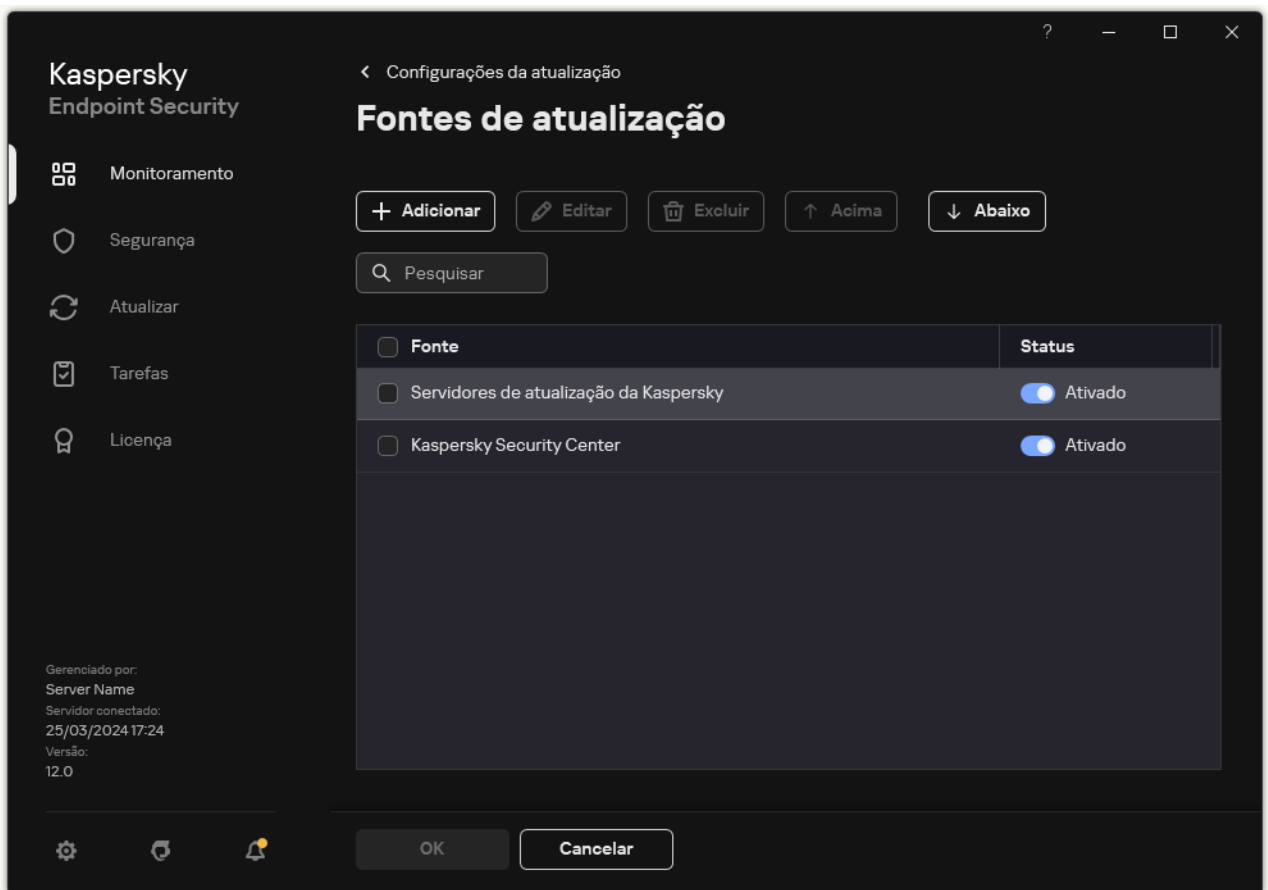 ?
Kaspersky
Endpoint Security
Monitoramento
Segurança
Atualizar
Tarefas
Licença
Gerenciado por:
Server Name
Servidor conectado:
25/03/2024 17:24
Versão:
12.0
Configurações da atualização
Fontes de atualização
Adicionar Editar Excluir Acima Abaixo
Pesquisar
Fonte Status
Servidores de atualização da Kaspersky Ativado
Kaspersky Security Center Ativado
OK Cancelar